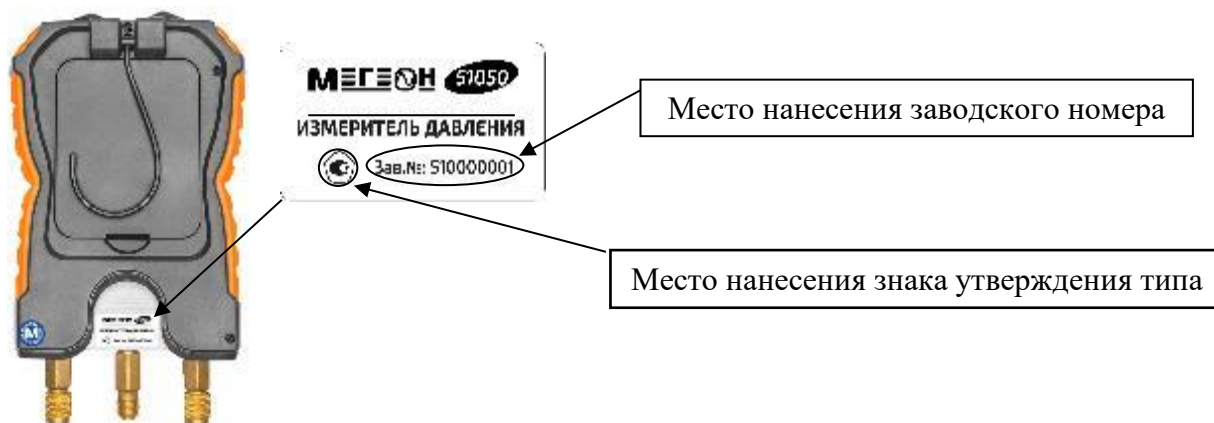 МЕГЕОН 51050
ИЗМЕРИТЕЛЬ ДАВЛЕНИЯ
Зав.№: 510000001
Место нанесения заводского номера
Место нанесения знака утверждения типа
М